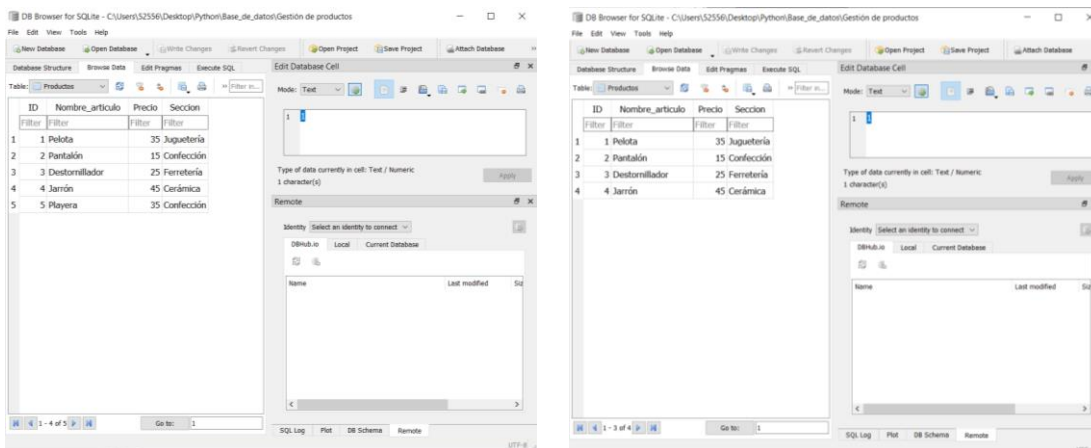 DB Browser for SQLite - C:\Users\S2556\Desktop\Python\Base_de_datos\Gestión de productos
File Edit View Tools Help
New Database Open Database Write Changes Revert Changes Open Project Save Project Attach Database
Database Structure Browse Data Edit Pragmas Execute SQL
Table: Productos Filter in...
ID Nombre_articulo Precio Seccion
Filter Filter Filter Filter
1 1 Pelota 35 Juguetería
2 2 Pantalón 15 Confección
3 3 Destornillador 25 Ferretería
4 4 Jarrón 45 Cerámica
5 5 Playera 35 Confección
1 - 4 of 5 Go to: 1
Edit Database Cell
Mode: Text
1 1
Type of data currently in cell: Text / Numeric
1 character(s)
Apply
Remote
Identity Select an identity to connect
DBHub.io Local Current Database
Name Last modified Siz
SQL Log Plot DB Schema Remote
UTF-8
DB Browser for SQLite - C:\Users\S2556\Desktop\Python\Base_de_datos\Gestión de productos
File Edit View Tools Help
New Database Open Database Write Changes Revert Changes Open Project Save Project Attach Database
Database Structure Browse Data Edit Pragmas Execute SQL
Table: Productos Filter in...
ID Nombre_articulo Precio Seccion
Filter Filter Filter Filter
1 1 Pelota 35 Juguetería
2 2 Pantalón 15 Confección
3 3 Destornillador 25 Ferretería
4 4 Jarrón 45 Cerámica
1 - 3 of 4 Go to: 1
Edit Database Cell
Mode: Text
1 1
Type of data currently in cell: Text / Numeric
1 character(s)
Apply
Remote
Identity Select an identity to connect
DBHub.io Local Current Database
Name Last modified Siz
SQL Log Plot DB Schema Remote